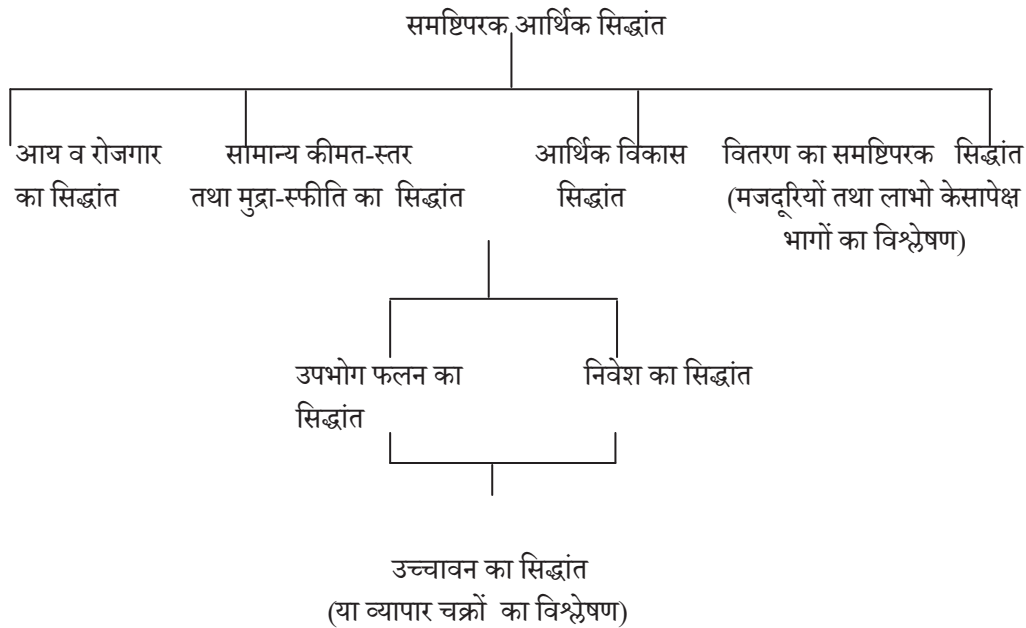 समष्टिपरक आर्थिक सिद्धांत
आय व रोजगार
का सिद्धांत
सामान्य कीमत-स्तर
तथा मुद्रा-स्फीति का सिद्धांत
आर्थिक विकास
सिद्धांत
वितरण का समष्टिपरक सिद्धांत
(मजदूरियों तथा लाभो केसापेक्ष
भागों का विश्लेषण)
उपभोग फलन का
सिद्धांत
निवेश का सिद्धांत
उच्चावन का सिद्धांत
(या व्यापार चक्रों का विश्लेषण)